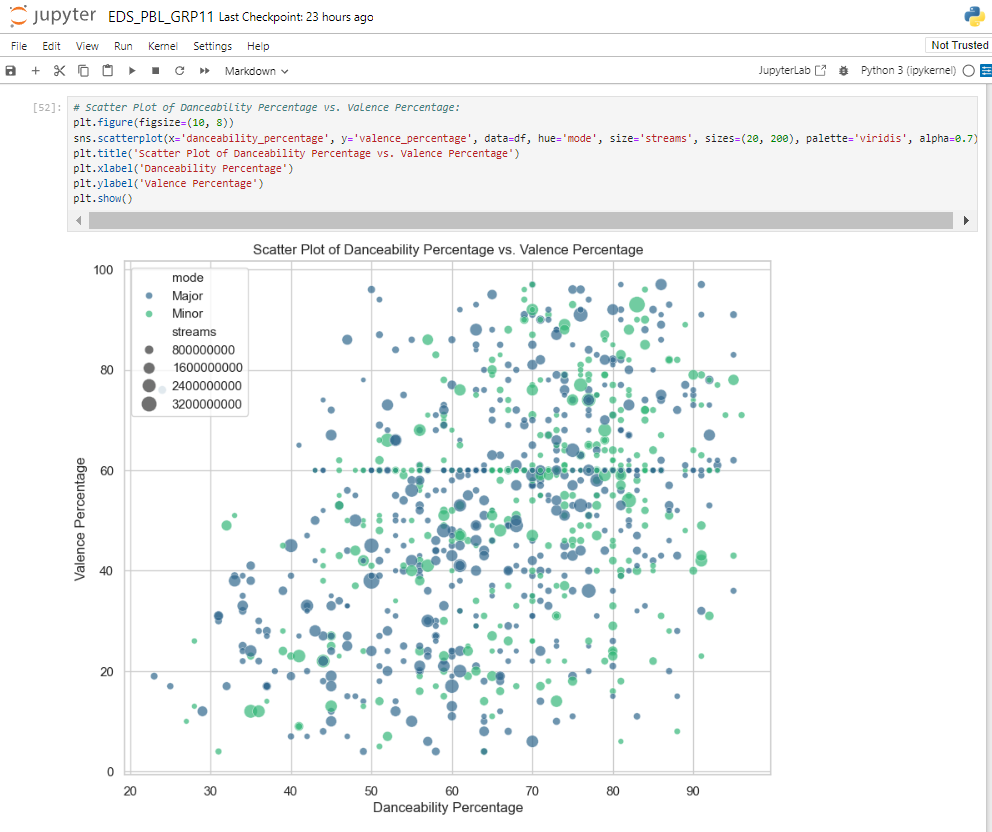 jupyter EDS_PBL_GRP11 Last Checkpoint: 23 hours ago
File Edit View Run Kernel Settings Help Not Trusted
Markdown JupyterLab Python 3 (ipykernel)
[52]: # Scatter Plot of Danceability Percentage vs. Valence Percentage:
plt.figure(figsize=(10, 8))
sns.scatterplot(x='danceability_percentage', y='valence_percentage', data=df, hue='mode', size='streams', sizes=(20, 200), palette='viridis', alpha=0.7)
plt.title('Scatter Plot of Danceability Percentage vs. Valence Percentage')
plt.xlabel('Danceability Percentage')
plt.ylabel('Valence Percentage')
plt.show()
Scatter Plot of Danceability Percentage vs. Valence Percentage
100
80
60
40
20
0
Valence Percentage
mode
Major
Minor
streams
800000000
1600000000
2400000000
3200000000
20 30 40 50 60 70 80 90
Danceability Percentage